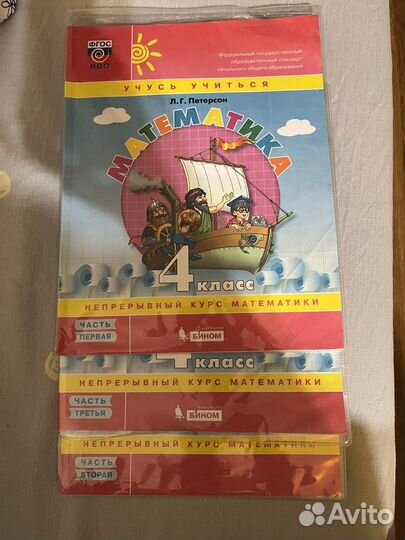 ФГОС
НОО
Федеральный государственный
образовательный стандарт
начального общего образования
УЧУСЬ УЧИТЬСЯ
Л. Г. Петерсон
МАТЕМАТИКА
4 класс
НЕПРЕРЫВНЫЙ КУРС МАТЕМАТИКИ
ЧАСТЬ
ПЕРВАЯ
БИНОМ
4 класс
НЕПРЕРЫВНЫЙ КУРС МАТЕМАТИКИ
ЧАСТЬ
ТРЕТЬЯ
БИНОМ
НЕПРЕРЫВНЫЙ КУРС МАТЕМАТИКИ
ЧАСТЬ
ВТОРАЯ
Avito